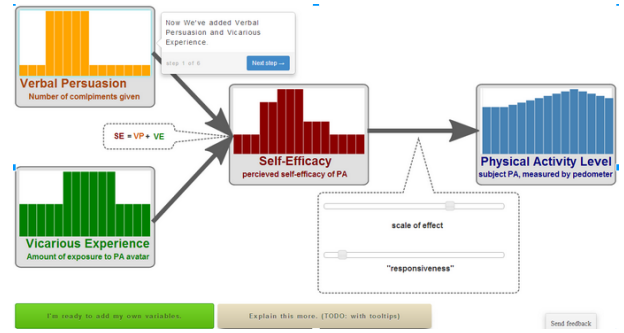 Now We've added Verbal
Persuasion and Vicarious
Experience
step 1 of 6
Next step →
Verbal Persuasion
Number of comlpiments given
SE = VP + VE
Self-Efficacy
percieved self-efficacy of PA
Physical Activity Level
subject PA, measured by pedometer
Vicarious Experience
Amount of exposure to PA avatar
scale of effect
"responsiveness"
I'm ready to add my own variables.
Explain this more. (TODO: with tooltips)
Send feedback